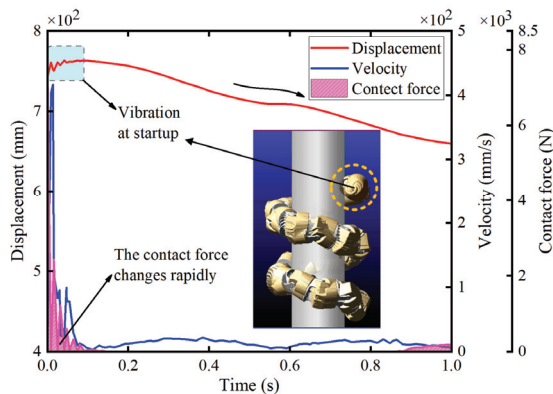 8 ×10²
×10² 5
×10³ 8.5
Displacement
Velocity
Contect force
8
7
6
5
4
Displacement (mm)
Vibration
at startup
The contact force
changes rapidly
4
3
2
1
0
Velocity (mm/s)
6
4
2
0
Contact force (N)
0.0 0.2 0.4 0.6 0.8 1.0
Time (s)